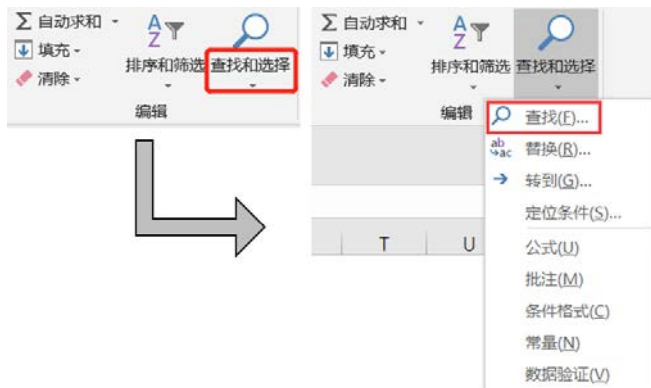 ∑ 自动求和
填充
清除
排序和筛选
查找和选择
编辑
∑ 自动求和
填充
清除
排序和筛选
查找和选择
编辑
查找(F)...
替换(R)...
转到(G)...
定位条件(S)...
公式(U)
批注(M)
条件格式(C)
常量(N)
数据验证(V)
T U